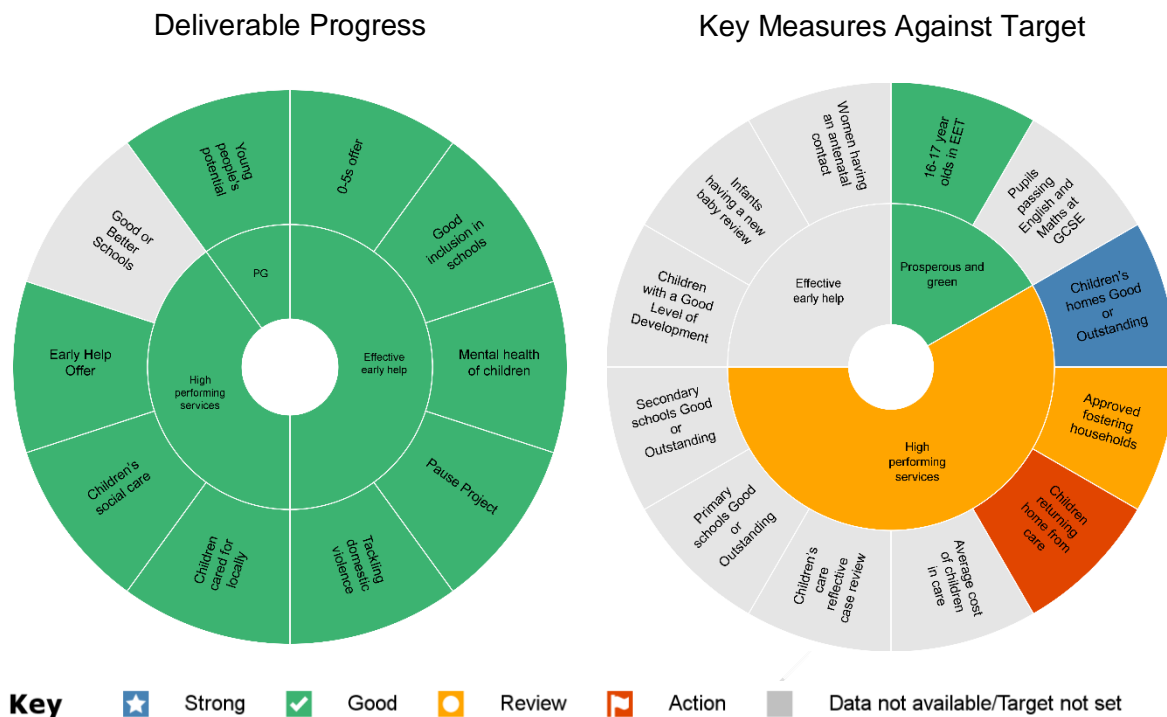 Deliverable Progress
Young
people's
potential
0-5s offer
Good
inclusion in
schools
Mental health
of children
Pause Project
Tackling
domestic
violence
Children
cared for
locally
Children's
social care
Early Help
Offer
Good or
Better
Schools
PG
Effective
early help
High
performing
services
Key Measures Against Target
Women having
an antenatal
contact
16-17 year
olds in EET
Pupils
passing
English and
Maths at
GCSE
Children's
homes Good
or
Outstanding
Approved
fostering
households
Children
returning
home from
care
Average cost
of children
in care
Children's
care
reflective
case review
Primary
schools Good
or
Outstanding
Secondary
schools Good
or
Outstanding
Children
with a Good
Level of
Development
Infants
having a new
baby review
Effective
early help
Prosperous and
green
High
performing
services
Key Strong Good Review Action Data not available/Target not set